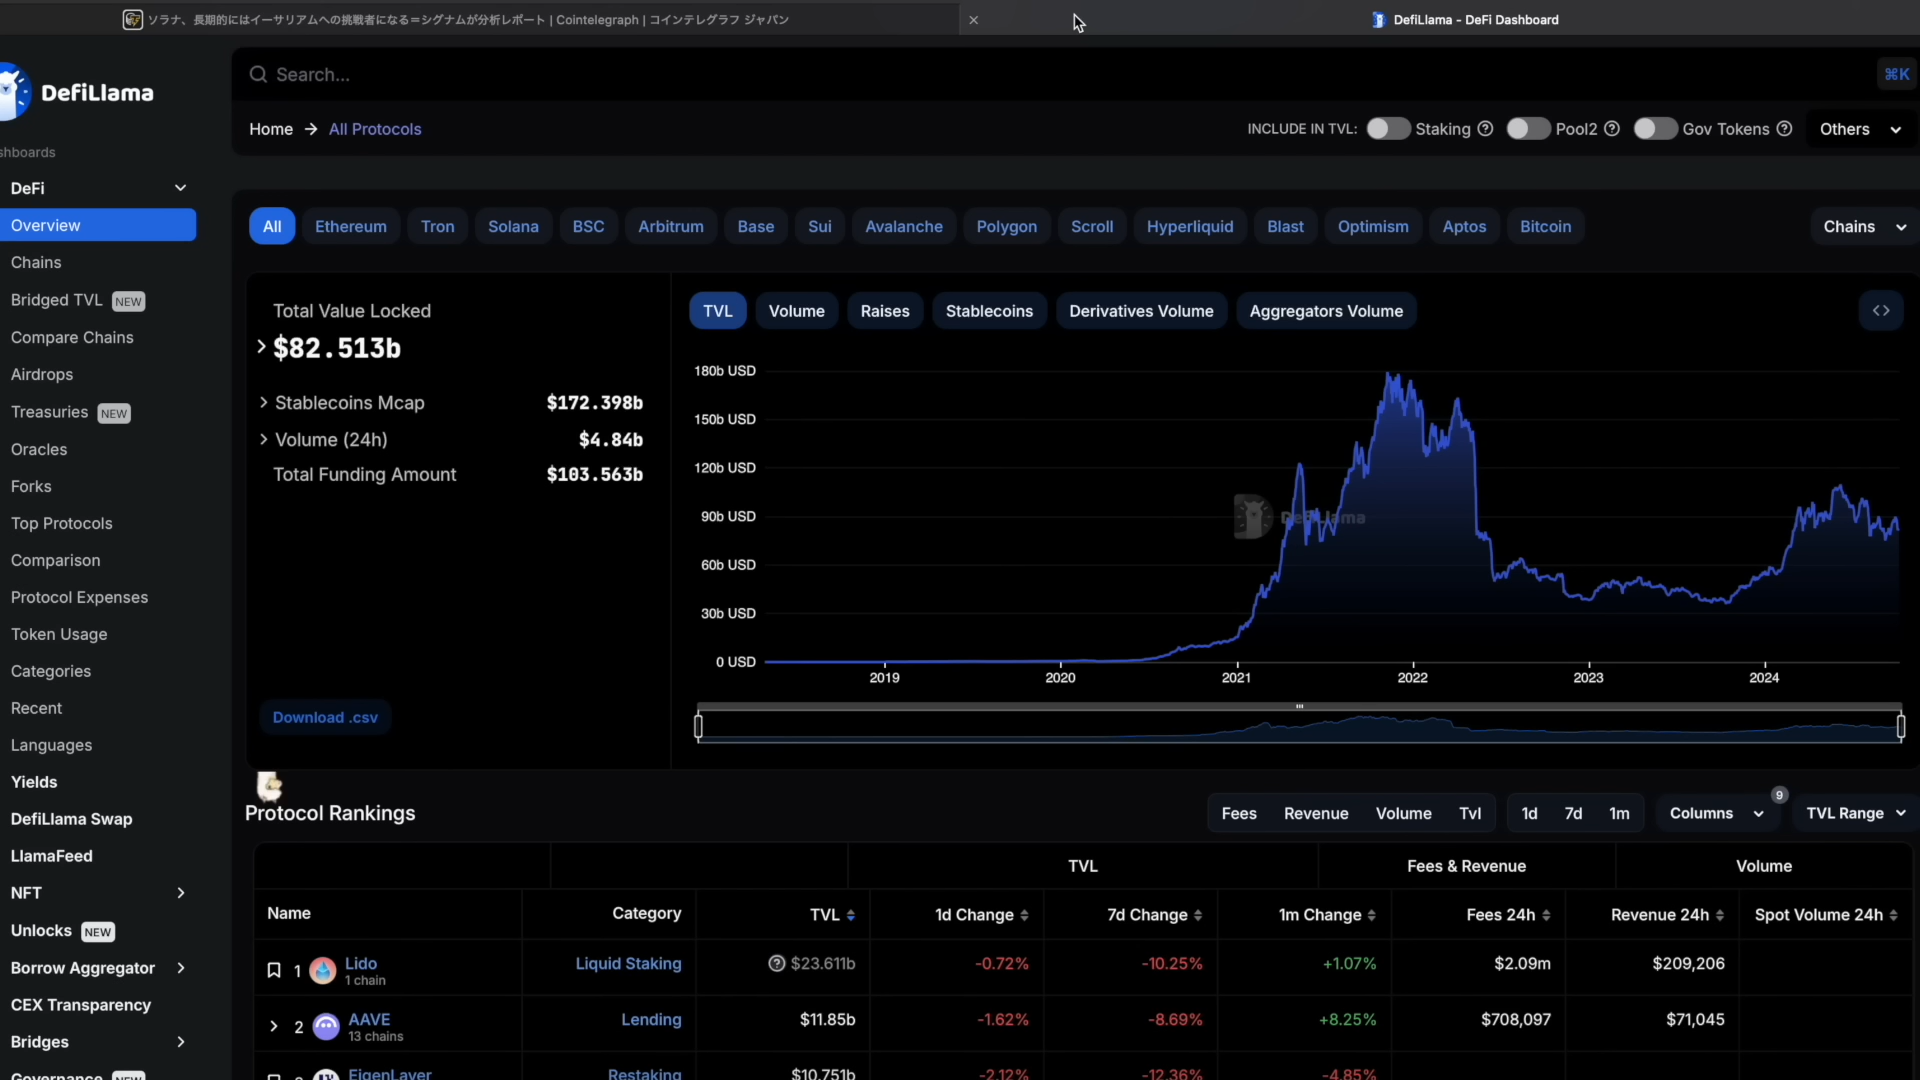 ソラナ、長期的にはイーサリアムへの挑戦者になる＝シグナムが分析レポート | Cointelegraph | コインテレグラフ ジャパン
DefiLlama - DeFi Dashboard
DefiLlama
Search...
⌘K
Home → All Protocols
INCLUDE IN TVL: Staking Pool2 Gov Tokens Others
shboards
DeFi
Overview
Chains
Bridged TVL NEW
Compare Chains
Airdrops
Treasuries NEW
Oracles
Forks
Top Protocols
Comparison
Protocol Expenses
Token Usage
Categories
Recent
Languages
Yields
DefiLlama Swap
LlamaFeed
NFT
Unlocks NEW
Borrow Aggregator
CEX Transparency
Bridges
Governance NEW
All Ethereum Tron Solana BSC Arbitrum Base Sui Avalanche Polygon Scroll Hyperliquid Blast Optimism Aptos Bitcoin Chains
Total Value Locked
$82.513b
Stablecoins Mcap $172.398b
Volume (24h) $4.84b
Total Funding Amount $103.563b
Download .csv
TVL Volume Raises Stablecoins Derivatives Volume Aggregators Volume
180b USD
150b USD
120b USD
90b USD
60b USD
30b USD
0 USD
DefiLlama
2019 2020 2021 2022 2023 2024
Protocol Rankings
Fees Revenue Volume Tvl 1d 7d 1m Columns 9 TVL Range
TVL Fees & Revenue Volume
Name Category TVL 1d Change 7d Change 1m Change Fees 24h Revenue 24h Spot Volume 24h
1 Lido Liquid Staking $23.611b -0.72% -10.25% +1.07% $2.09m $209,206
1 chain
2 AAVE Lending $11.85b -1.62% -8.69% +8.25% $708,097 $71,045
13 chains
EigenLayer Restaking $10.751b -2.12% -12.36% -4.85%